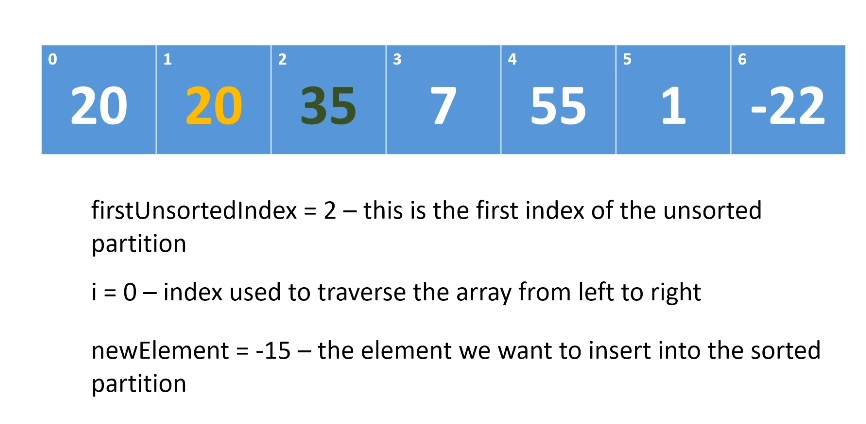 0 1 2 3 4 5 6
20 20 35 7 55 1 -22
firstUnsortedIndex = 2 – this is the first index of the unsorted
partition
i = 0 – index used to traverse the array from left to right
newElement = -15 – the element we want to insert into the sorted
partition